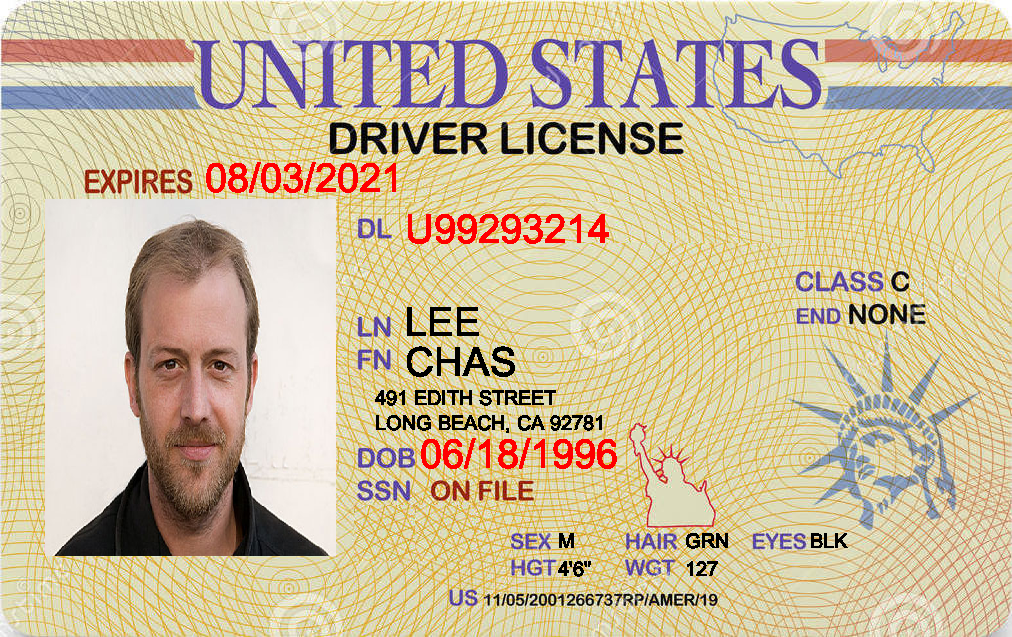 UNITED STATES
DRIVER LICENSE
EXPIRES 08/03/2021
DL U99293214
CLASS C
END NONE
LN LEE
FN CHAS
491 EDITH STREET
LONG BEACH, CA 92781
DOB 06/18/1996
SSN ON FILE
SEX M HAIR GRN EYES BLK
HGT 4'6" WGT 127
US 11/05/2001266737RP/AMER/19